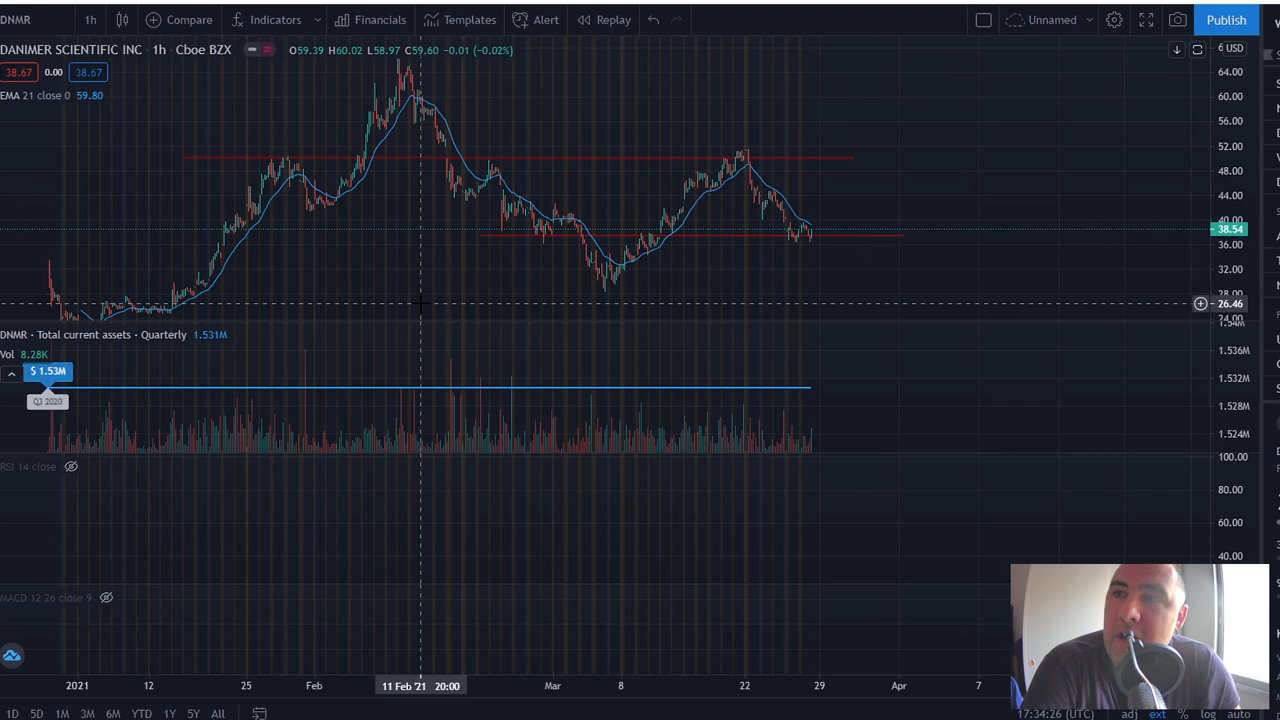 DNMR 1h Compare Indicators Financials Templates Alert Replay Unnamed Publish
DANIMER SCIENTIFIC INC · 1h · Cboe BZX O59.39 H60.02 L58.97 C59.60 −0.01 (−0.02%)
USD
38.67 0.00 38.67
64.00
EMA 21 close 0 59.80
60.00
56.00
52.00
48.00
44.00
40.00
38.54
36.00
32.00
28.00
26.46
24.00
1.54M
DNMR · Total current assets · Quarterly 1.531M
Vol 8.28K
1.536M
$ 1.53M
1.532M
Q3 2020
1.528M
1.524M
100.00
RSI 14 close
80.00
60.00
40.00
MACD 12 26 close 9
2021 12 25 Feb 11 Feb '21 20:00 Mar 8 22 29 Apr 7
1D 5D 1M 3M 6M YTD 1Y 5Y All 17:34:26 (UTC) adj ext % log auto